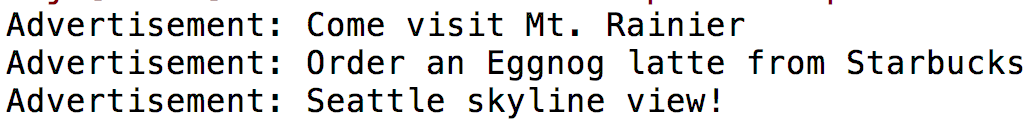 Advertisement: Come visit Mt. Rainier
Advertisement: Order an Eggnog latte from Starbucks
Advertisement: Seattle skyline view!